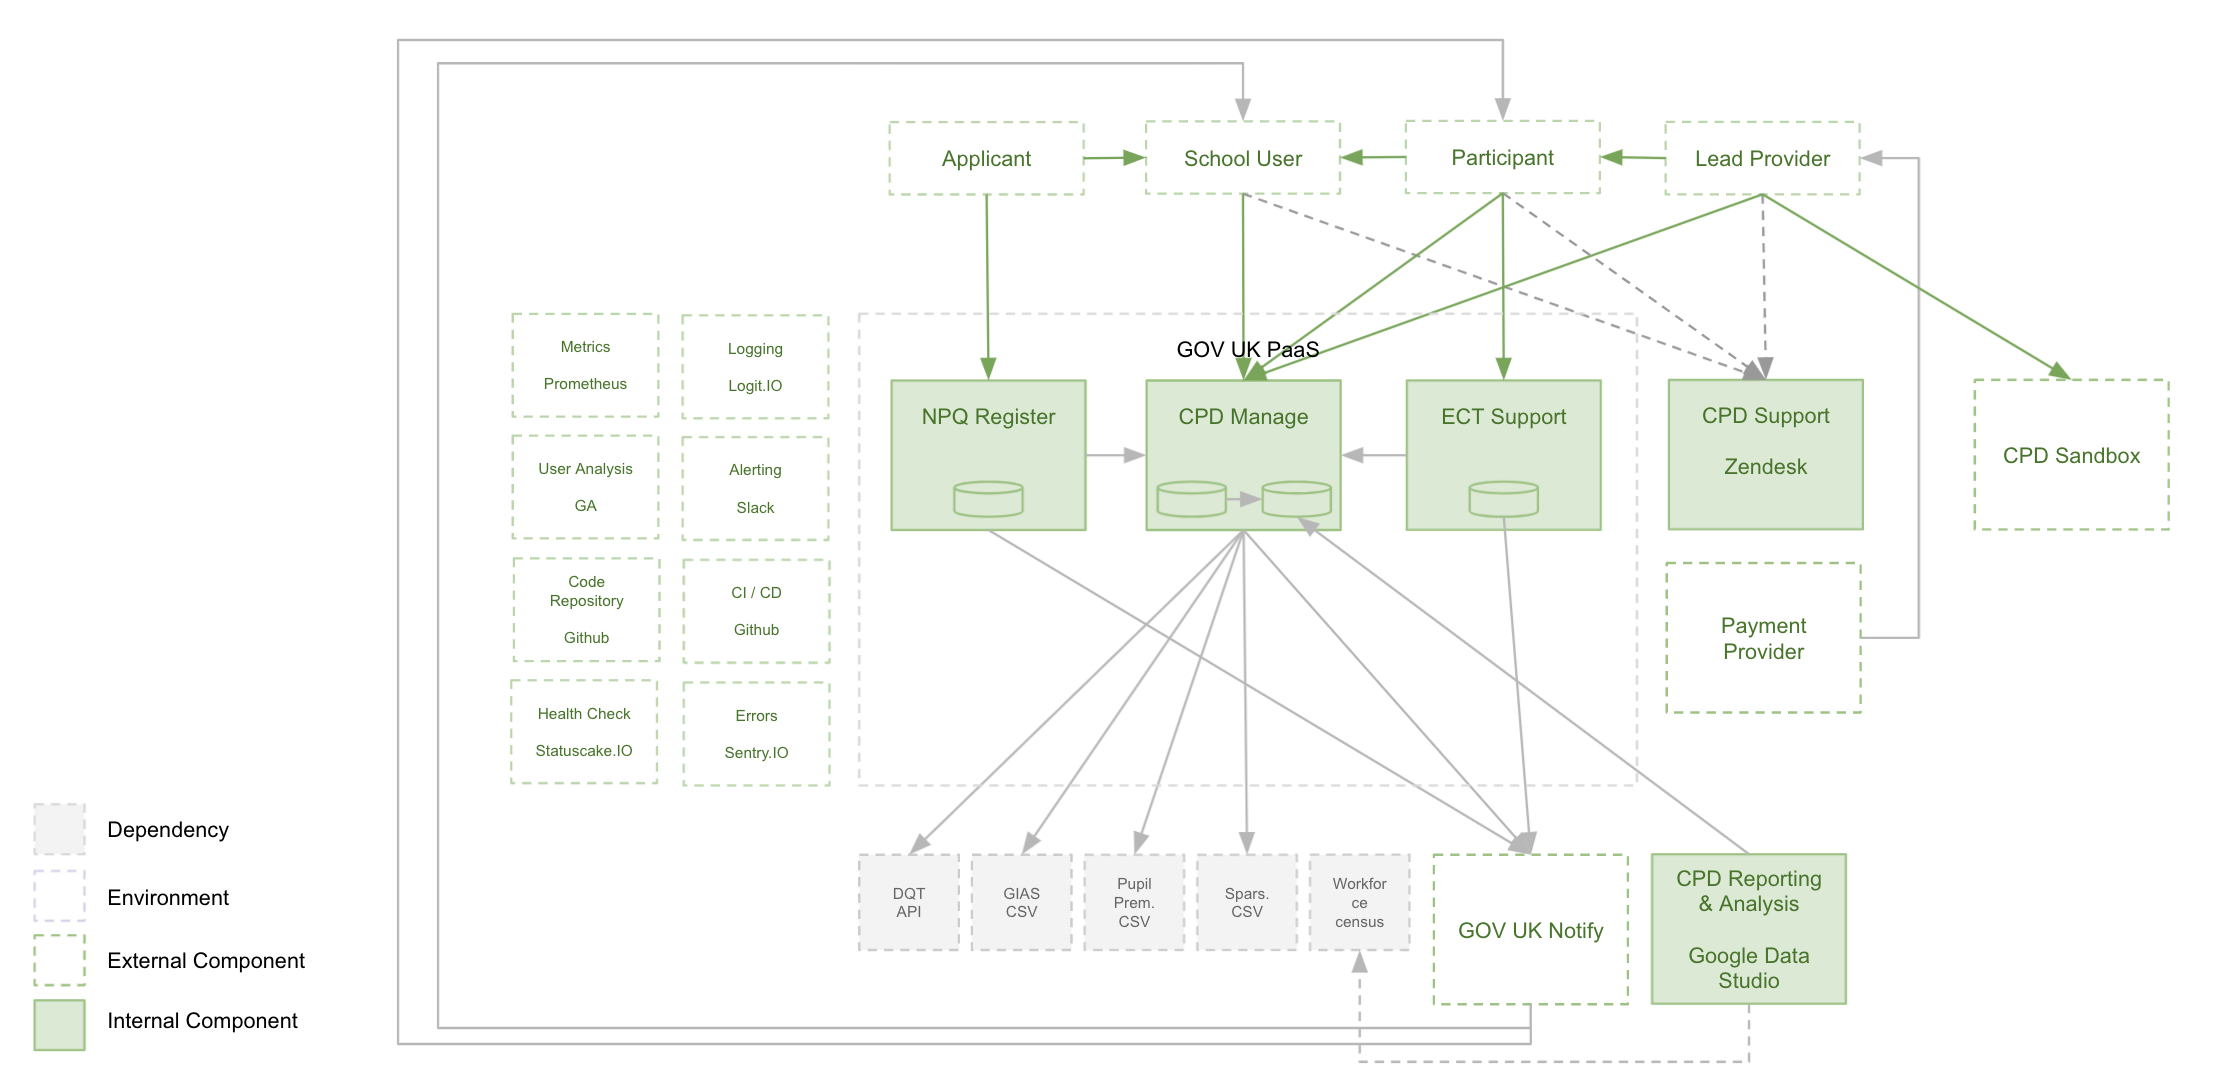 Applicant
School User
Participant
Lead Provider
GOV UK PaaS
Metrics
Prometheus
Logging
Logit.IO
User Analysis
GA
Alerting
Slack
Code
Repository
Github
CI / CD
Github
Health Check
Statuscake.IO
Errors
Sentry.IO
NPQ Register
CPD Manage
ECT Support
CPD Support
Zendesk
CPD Sandbox
Payment
Provider
Dependency
Environment
External Component
Internal Component
DQT
API
GIAS
CSV
Pupil
Prem.
CSV
Spars.
CSV
Workfor
ce
census
GOV UK Notify
CPD Reporting
& Analysis
Google Data
Studio